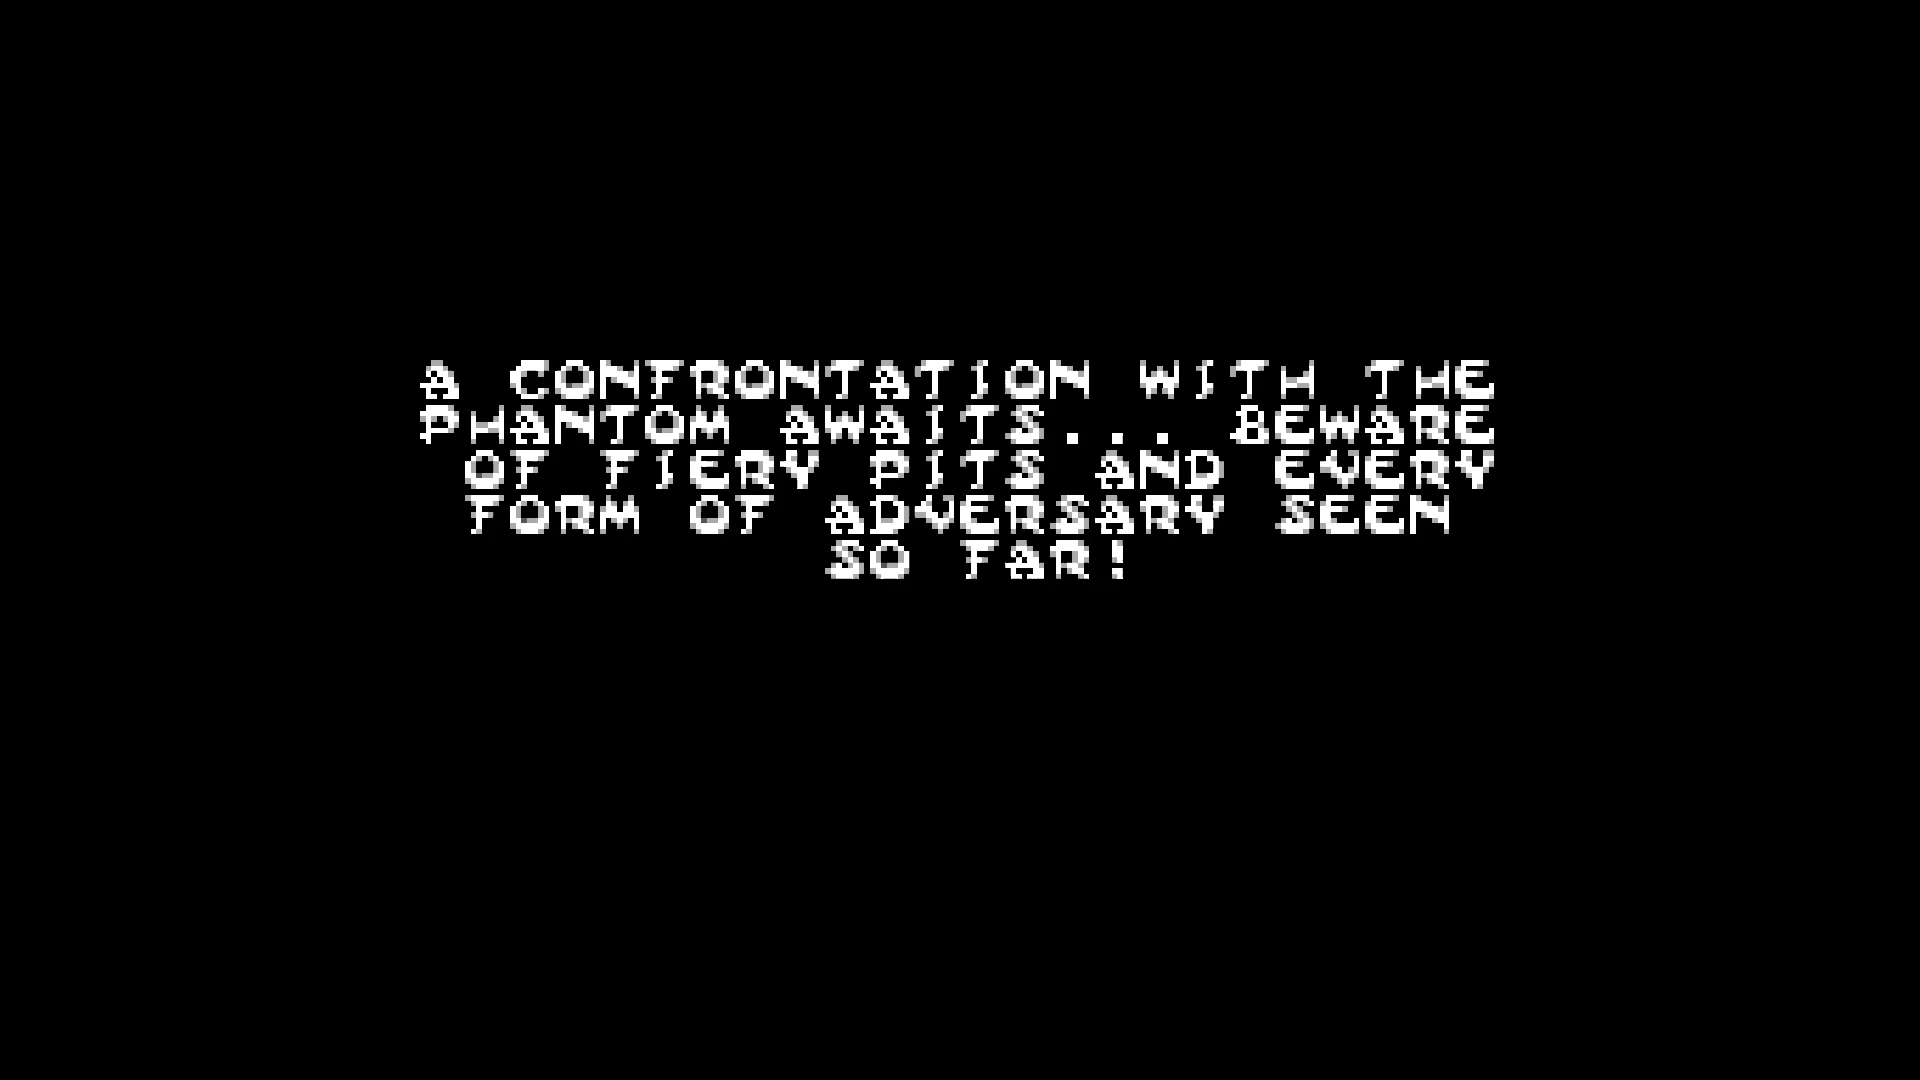 A CONFRONTATION WITH THE
PHANTOM AWAITS... BEWARE
OF FIERY PITS AND EVERY
FORM OF ADVERSARY SEEN
SO FAR!